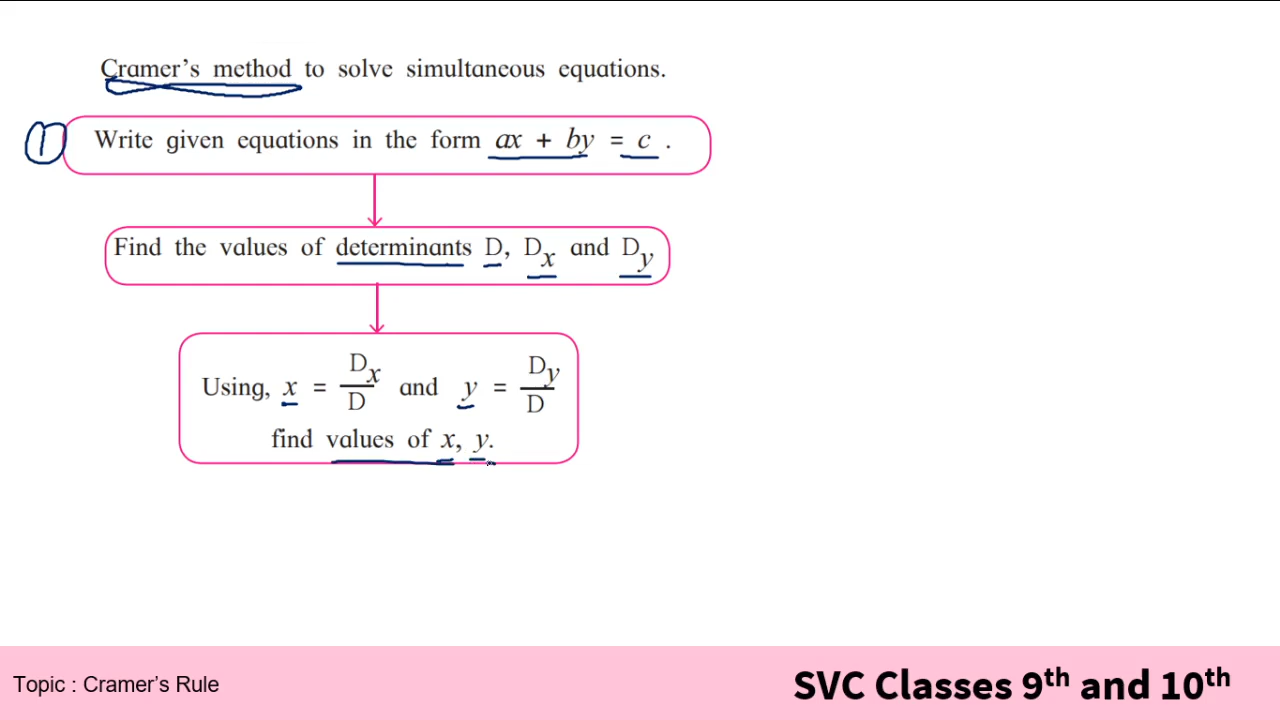 Cramer's method to solve simultaneous equations.
1 Write given equations in the form ax + by = c .
Find the values of determinants D, Dx and Dy
Using, x = Dx/D and y = Dy/D
find values of x, y.
Topic : Cramer's Rule
SVC Classes 9th and 10th